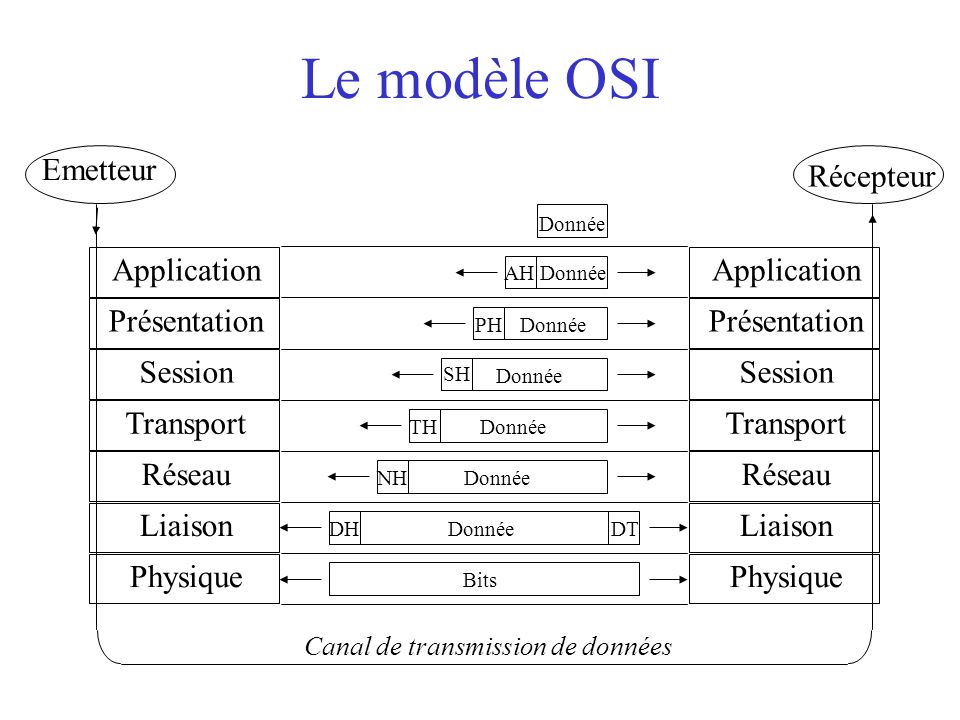 Le modèle OSI
Emetteur
Récepteur
Donnée
Application
AH Donnée
Application
Présentation
PH Donnée
Présentation
Session
SH Donnée
Session
Transport
TH Donnée
Transport
Réseau
NH Donnée
Réseau
Liaison
DH Donnée DT
Liaison
Physique
Bits
Physique
Canal de transmission de données